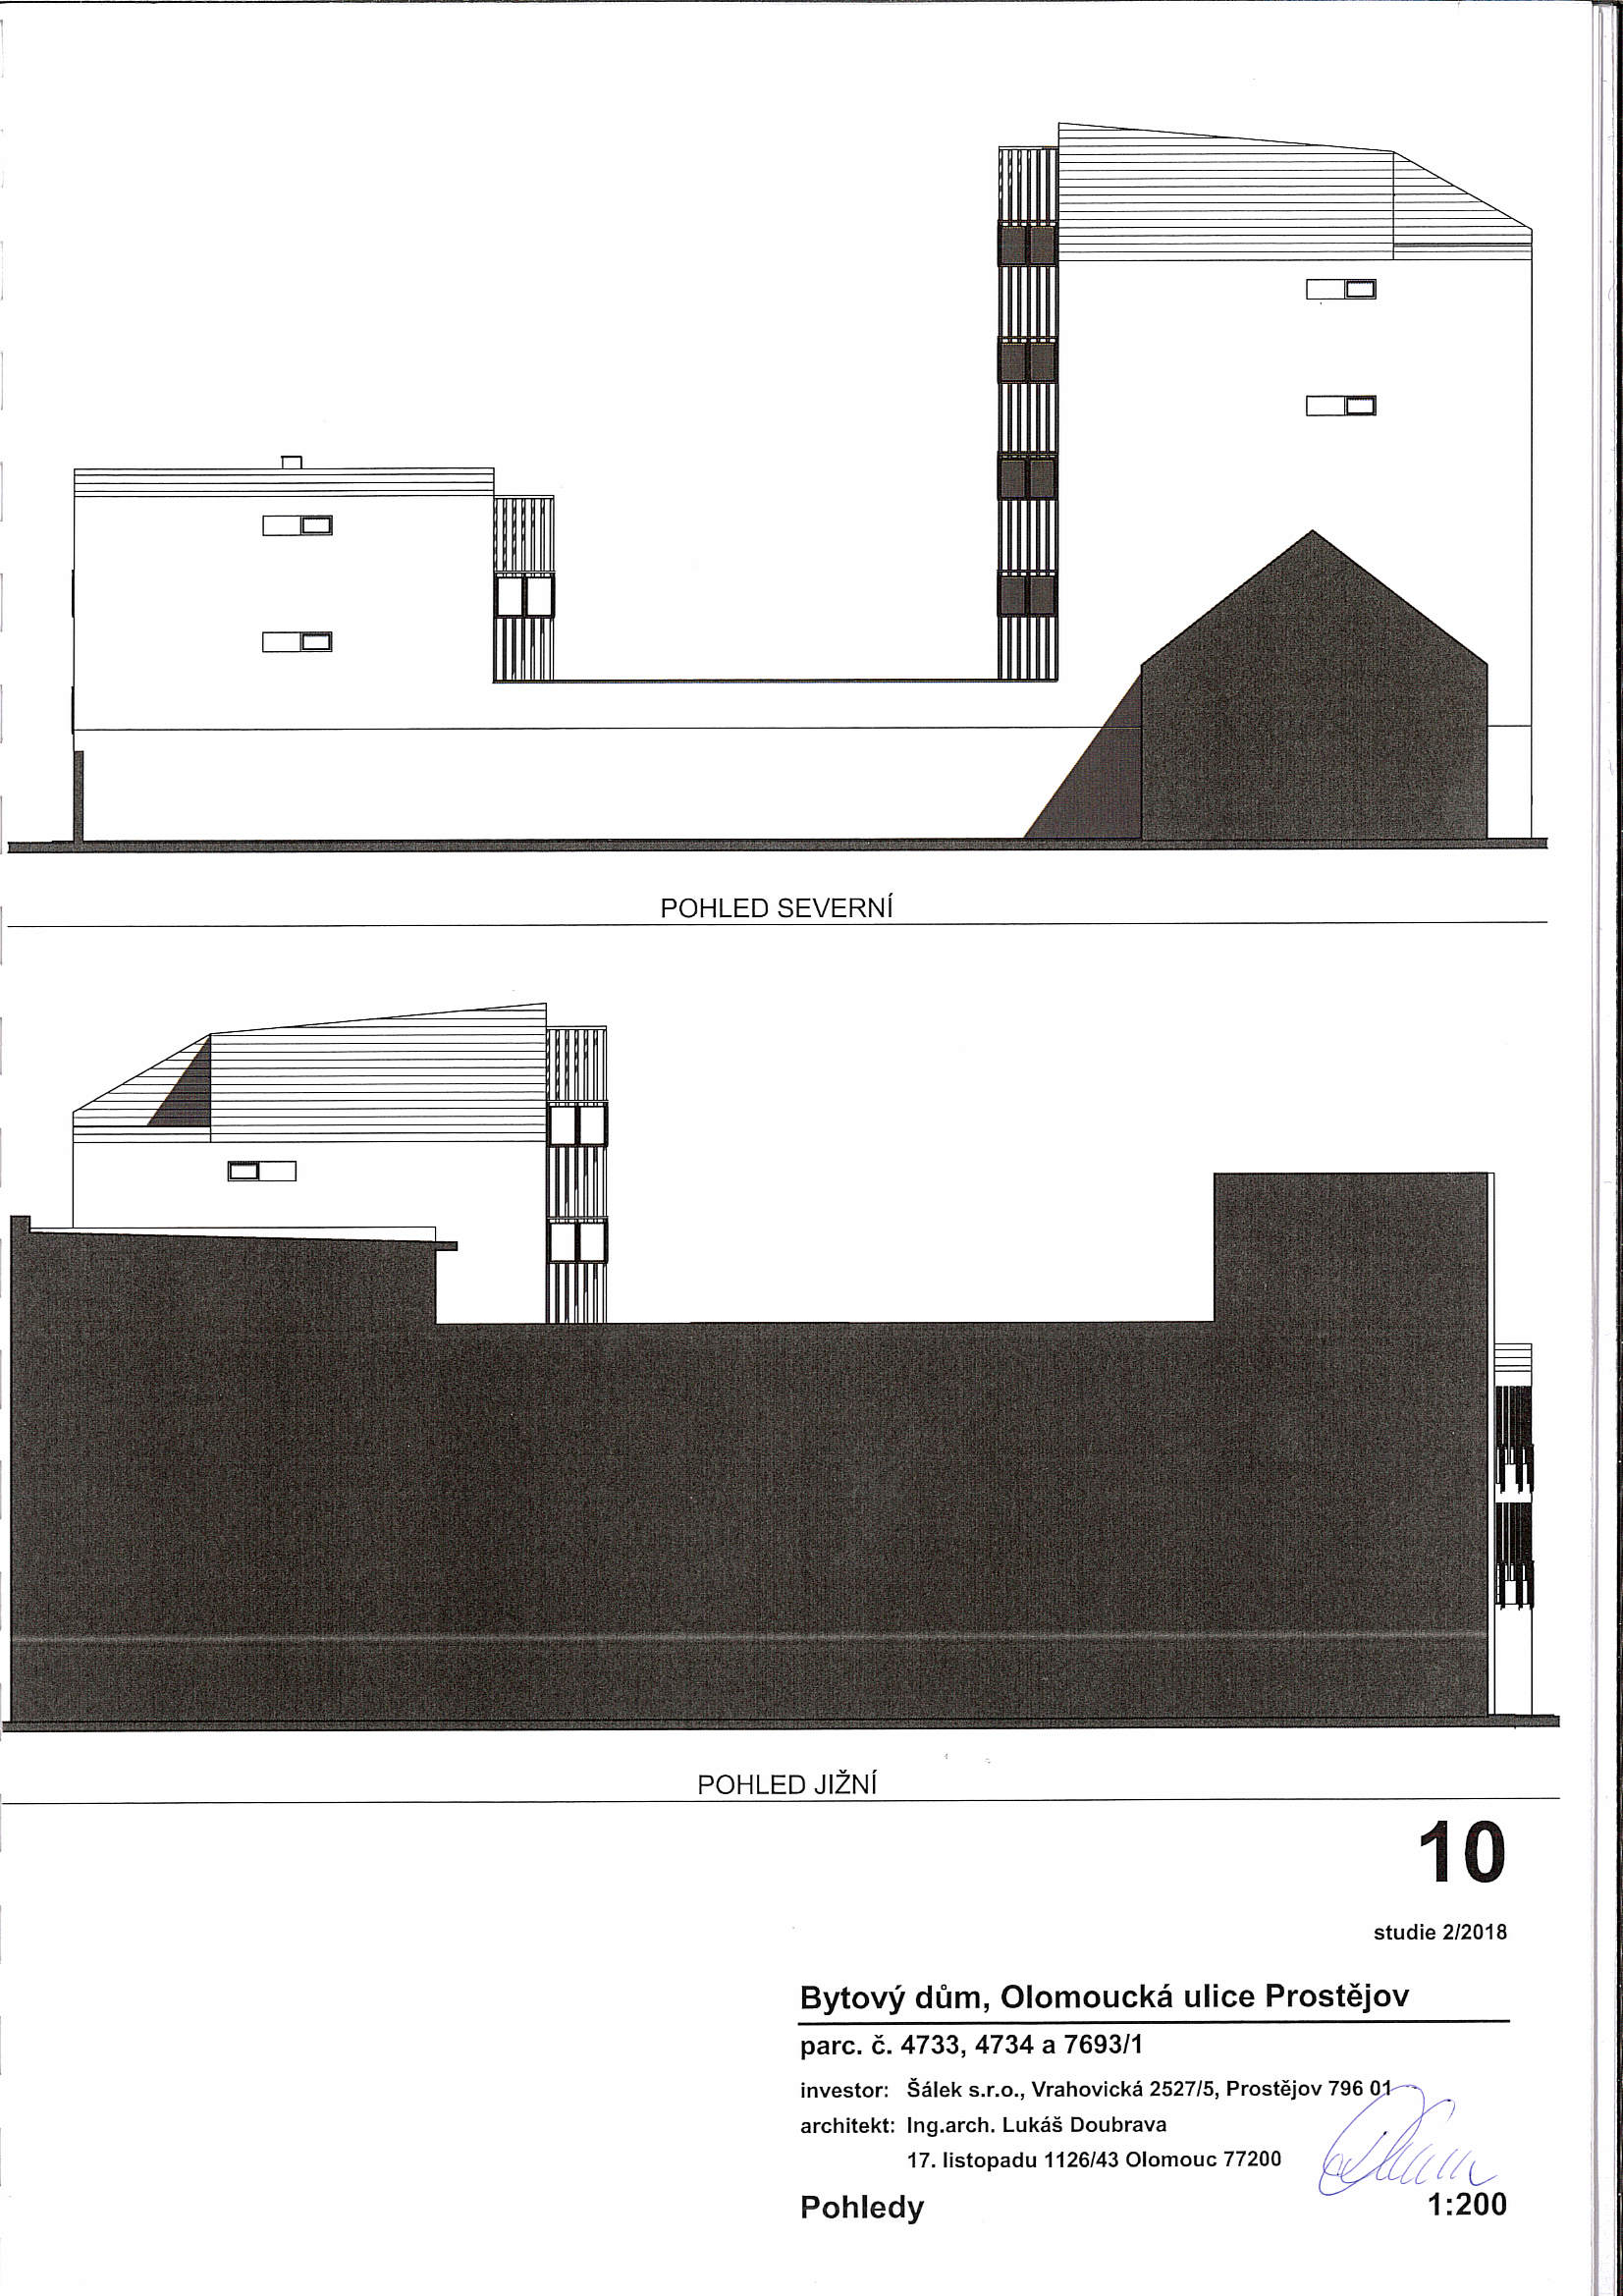 POHLED SEVERNÍ
POHLED JIŽNÍ
10
studie 2/2018
Bytový dům, Olomoucká ulice Prostějov
parc. č. 4733, 4734 a 7693/1
investor: Šálek s.r.o., Vrahovická 2527/5, Prostějov 796 01
architekt: Ing.arch. Lukáš Doubrava
17. listopadu 1126/43 Olomouc 77200
Pohledy 1:200